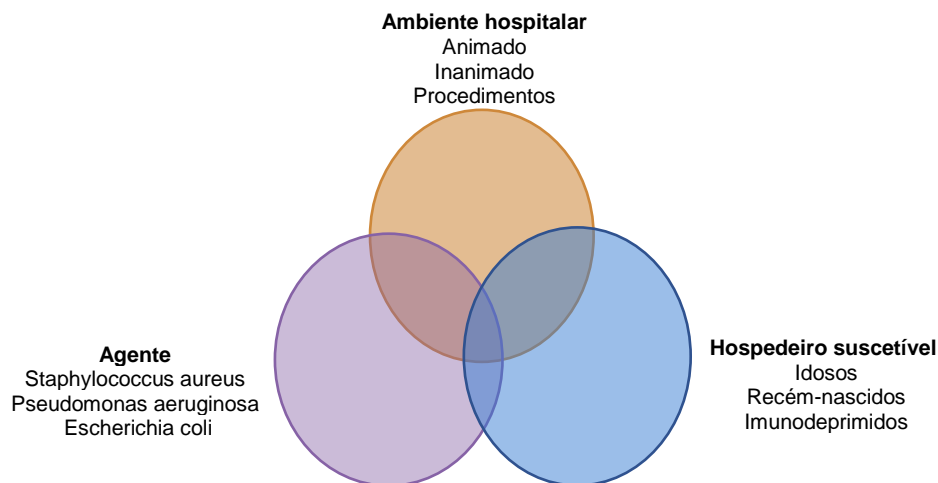 Ambiente hospitalar
Animado
Inanimado
Procedimentos
Agente
Staphylococcus aureus
Pseudomonas aeruginosa
Escherichia coli
Hospedeiro suscetível
Idosos
Recém-nascidos
Imunodeprimidos